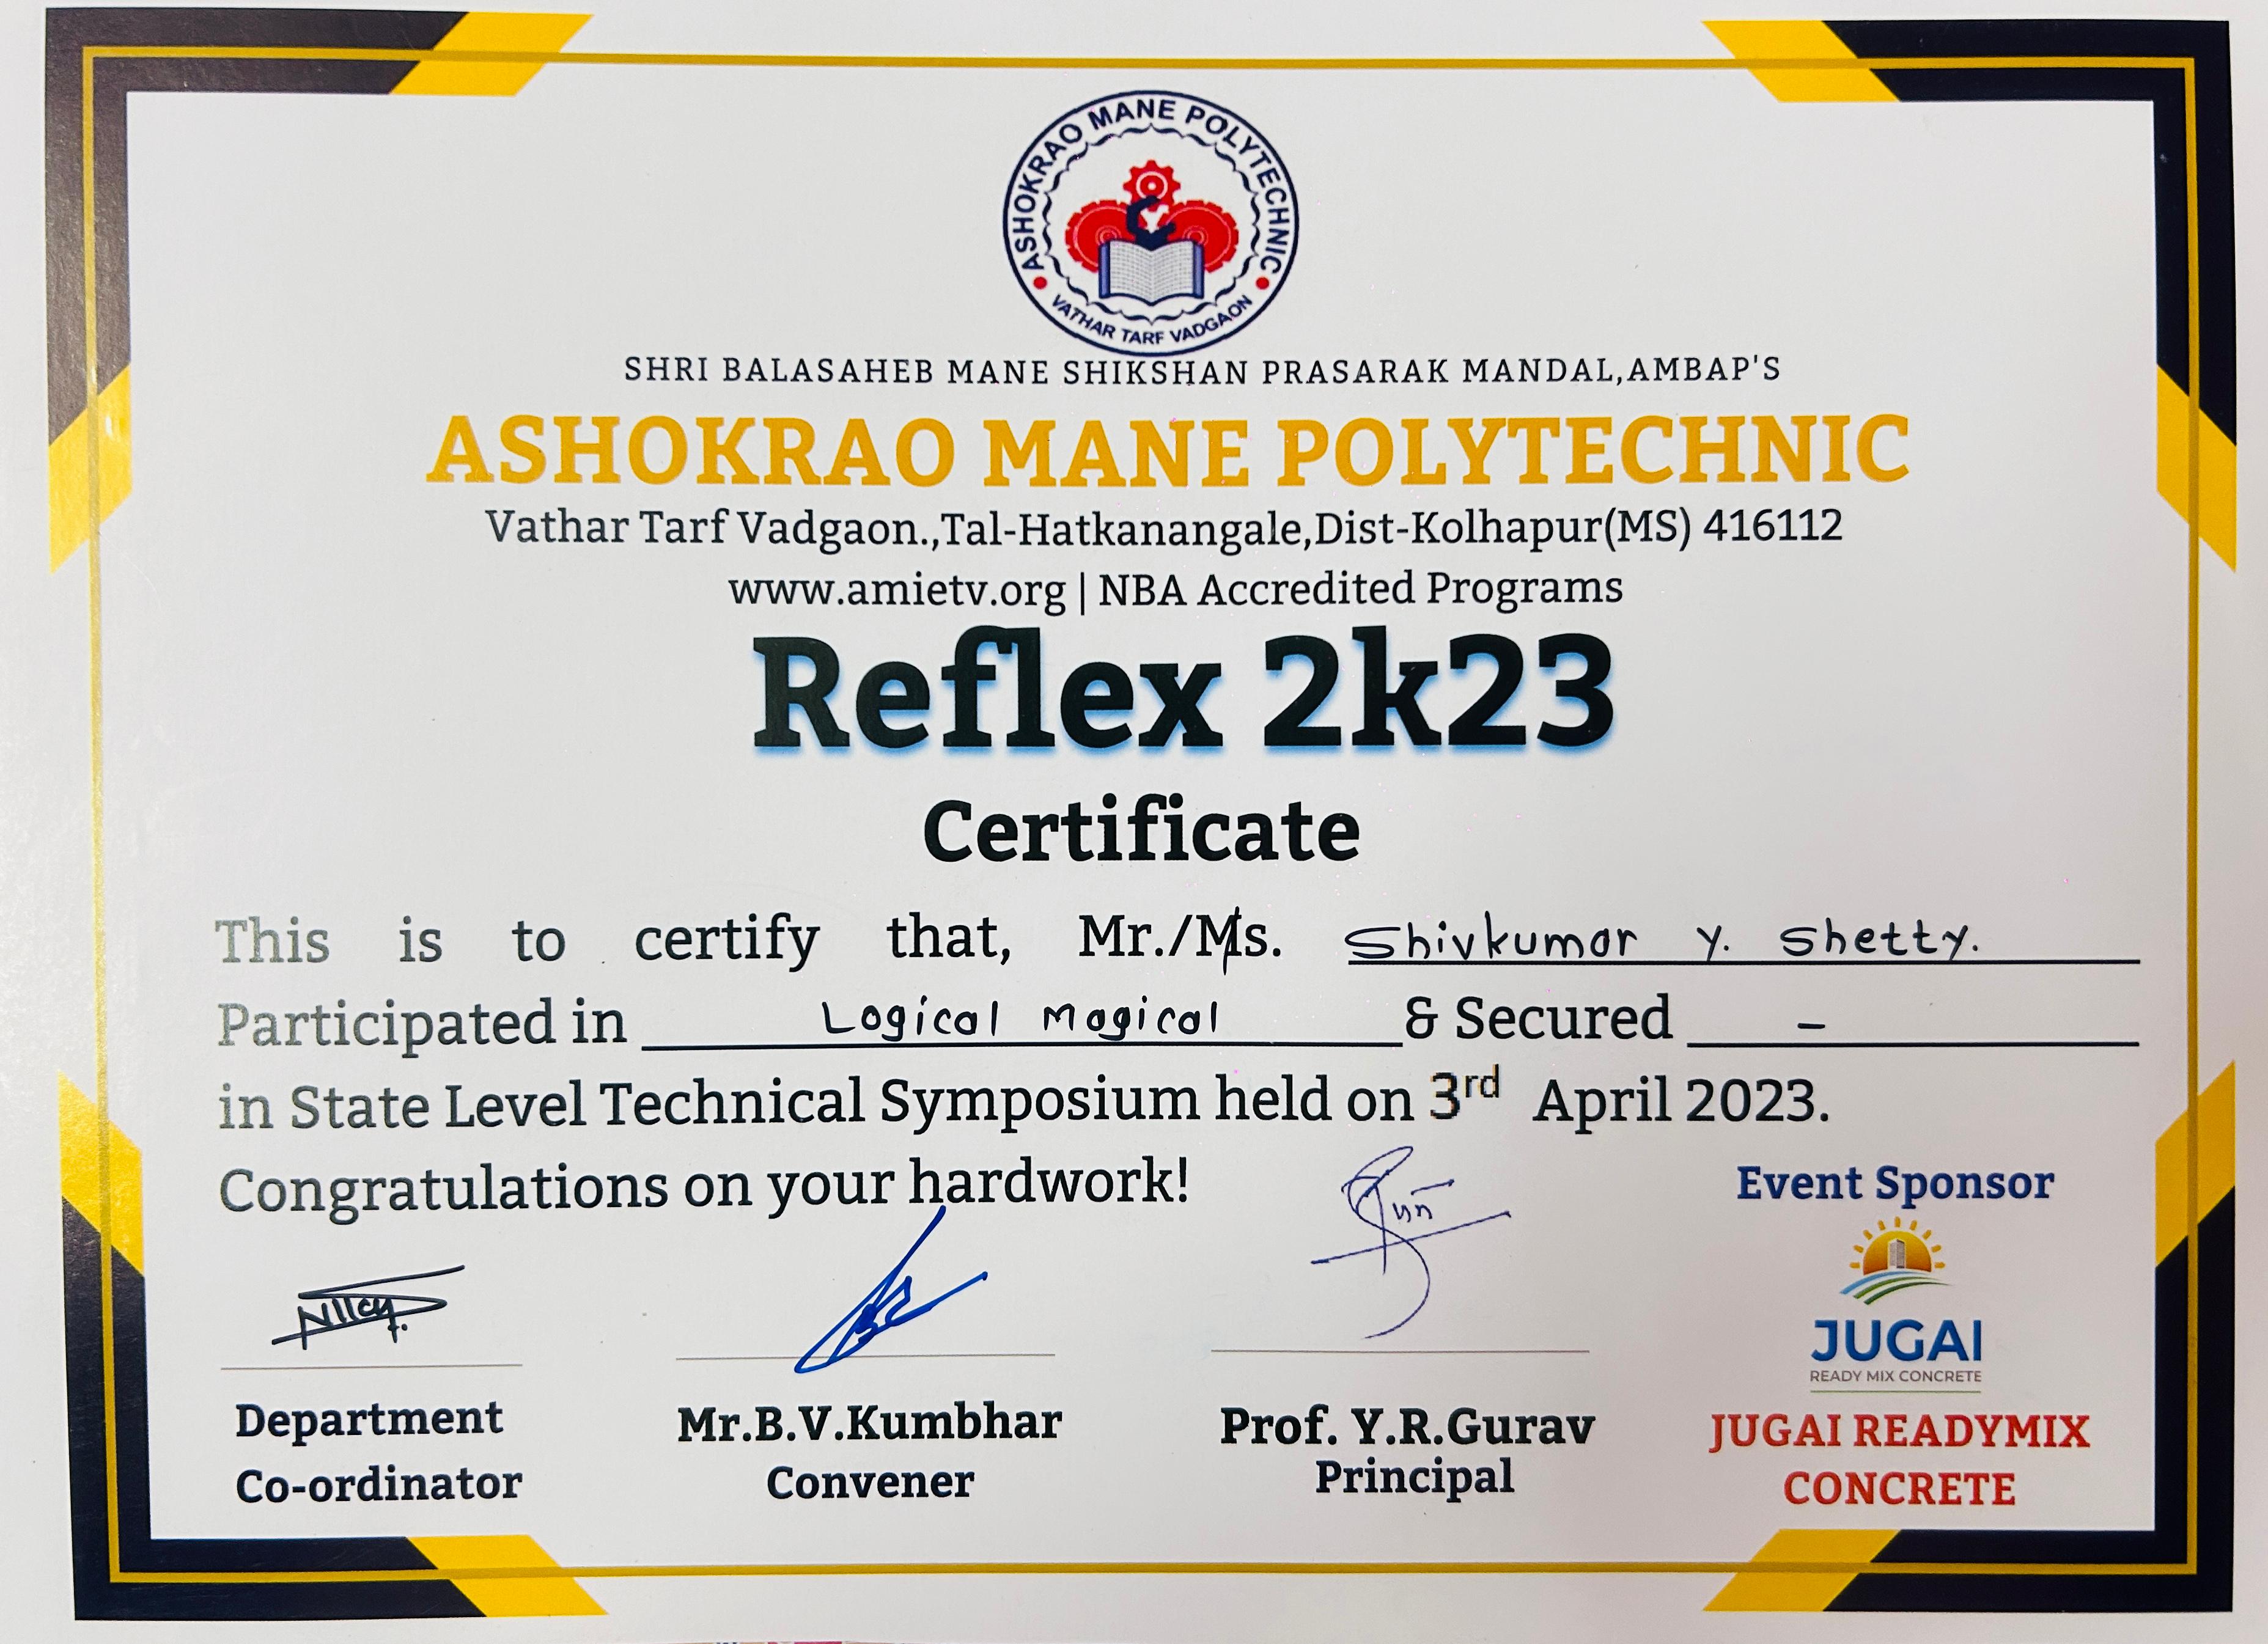 ASHOKRAO MANE POLYTECHNIC
VATHAR TARF VADGAON
SHRI BALASAHEB MANE SHIKSHAN PRASARAK MANDAL,AMBAP'S
ASHOKRAO MANE POLYTECHNIC
Vathar Tarf Vadgaon.,Tal-Hatkanangale,Dist-Kolhapur(MS) 416112
www.amietv.org | NBA Accredited Programs
Reflex 2k23
Certificate
This is to certify that, Mr./Ms. Shivkumar Y. Shetty.
Participated in Logical Magical & Secured –
in State Level Technical Symposium held on 3rd April 2023.
Congratulations on your hardwork!
Event Sponsor
JUGAI
READY MIX CONCRETE
Department
Co-ordinator
Mr.B.V.Kumbhar
Convener
Prof. Y.R.Gurav
Principal
JUGAI READYMIX
CONCRETE